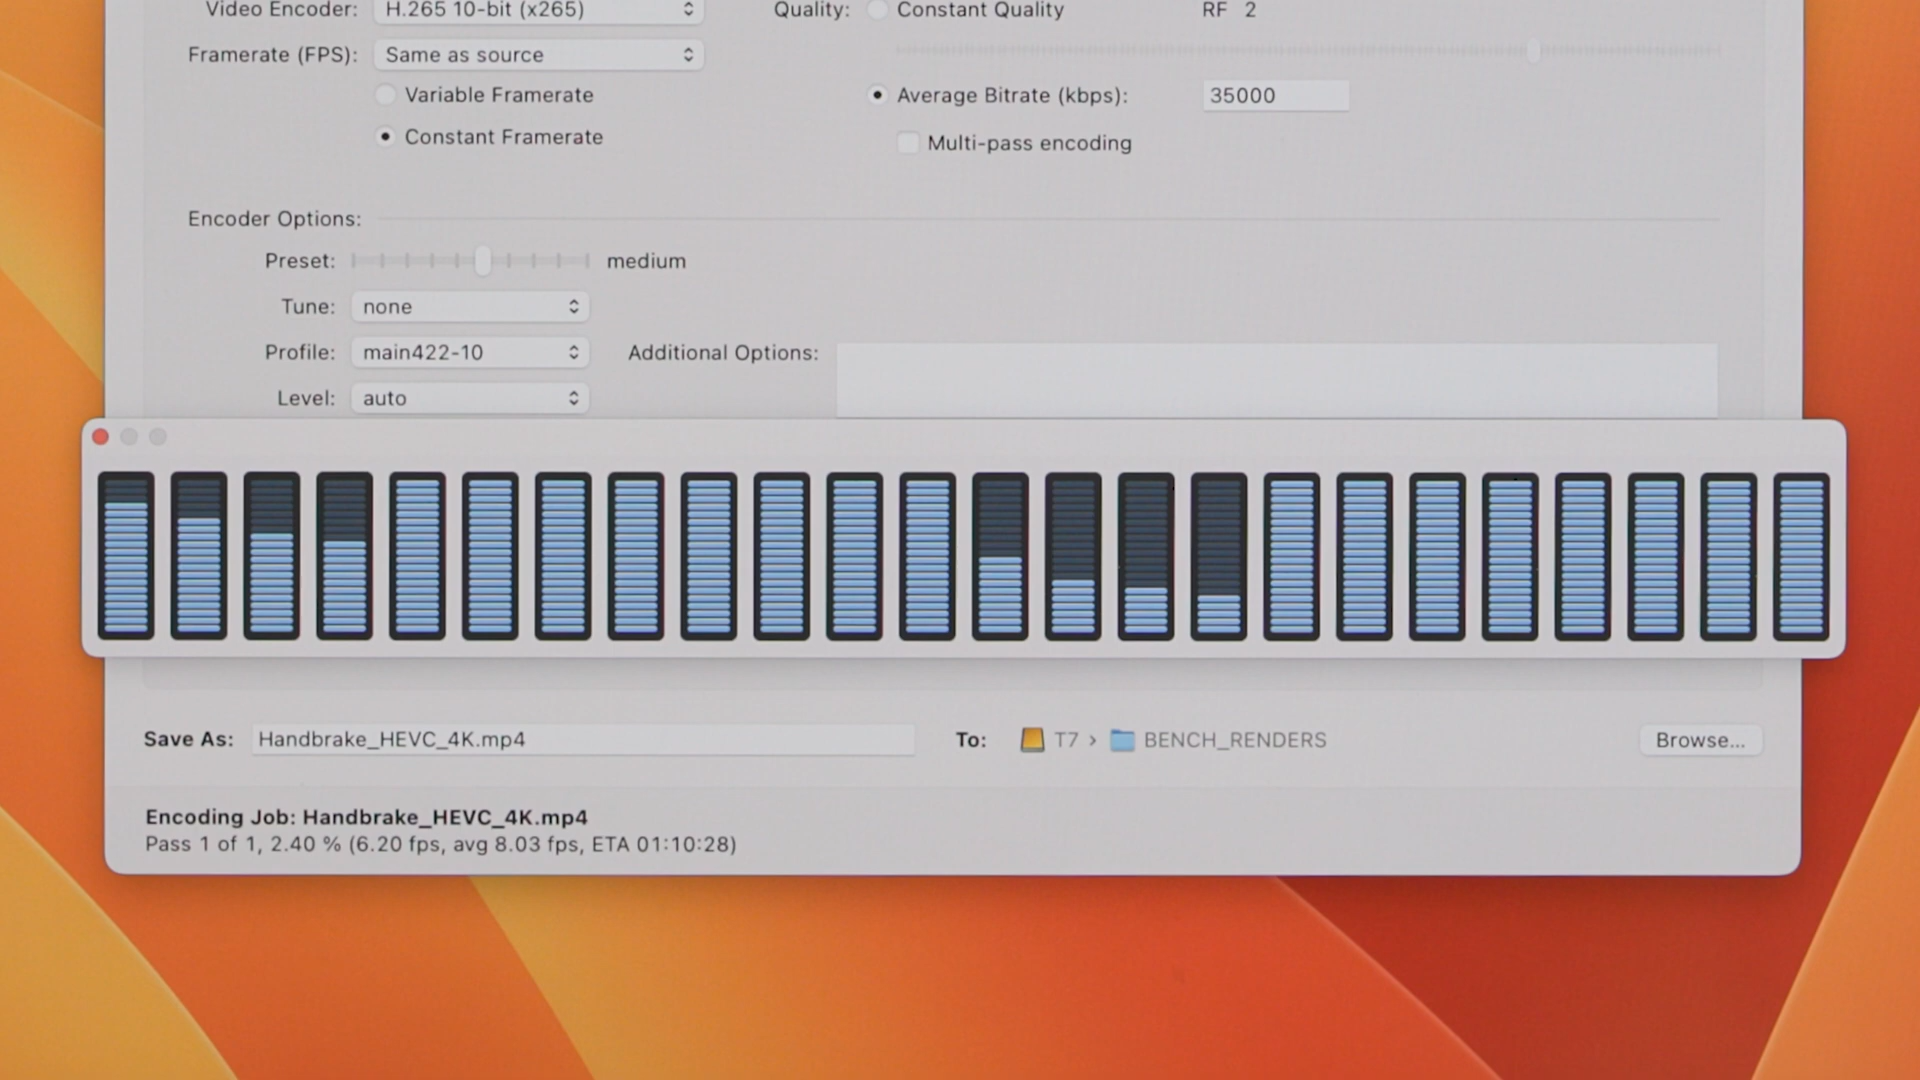 Video Encoder: H.265 10-bit (x265) Quality: Constant Quality RF 2
Framerate (FPS): Same as source
Variable Framerate Average Bitrate (kbps): 35000
Constant Framerate
Multi-pass encoding
Encoder Options:
Preset: medium
Tune: none
Profile: main422-10 Additional Options:
Level: auto
Save As: Handbrake_HEVC_4K.mp4 To: T7 › BENCH_RENDERS Browse...
Encoding Job: Handbrake_HEVC_4K.mp4
Pass 1 of 1, 2.40 % (6.20 fps, avg 8.03 fps, ETA 01:10:28)